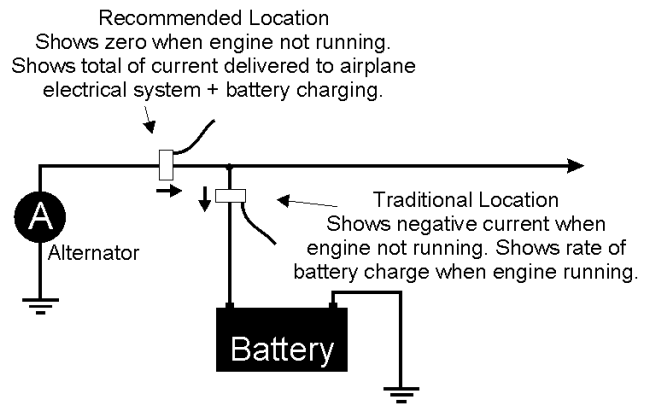 Recommended Location
Shows zero when engine not running.
Shows total of current delivered to airplane
electrical system + battery charging.
A
Alternator
Traditional Location
Shows negative current when
engine not running. Shows rate of
battery charge when engine running.
Battery